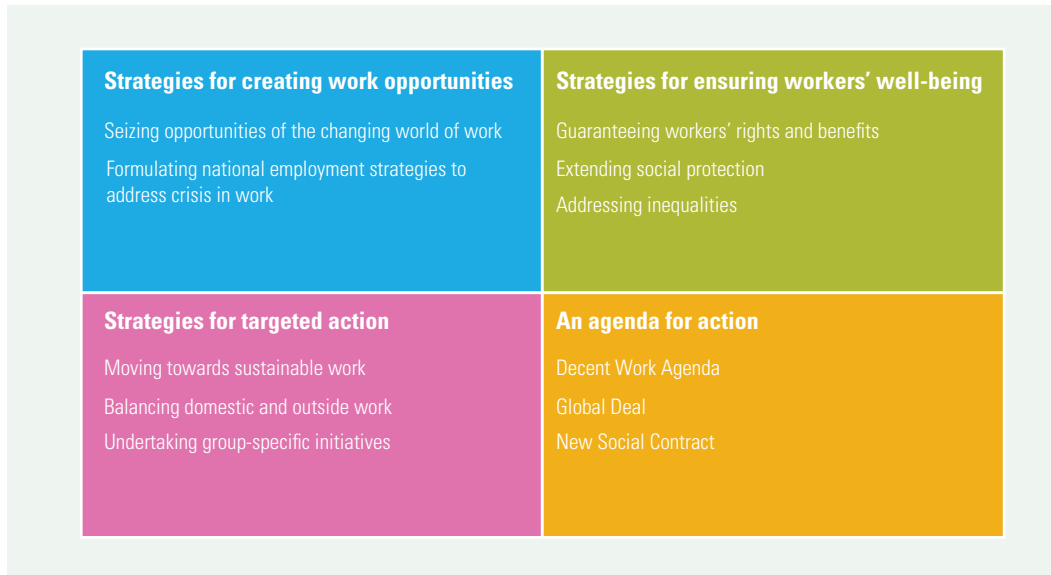 Strategies for creating work opportunities
Seizing opportunities of the changing world of work
Formulating national employment strategies to
address crisis in work
Strategies for ensuring workers’ well-being
Guaranteeing workers’ rights and benefits
Extending social protection
Addressing inequalities
Strategies for targeted action
Moving towards sustainable work
Balancing domestic and outside work
Undertaking group-specific initiatives
An agenda for action
Decent Work Agenda
Global Deal
New Social Contract